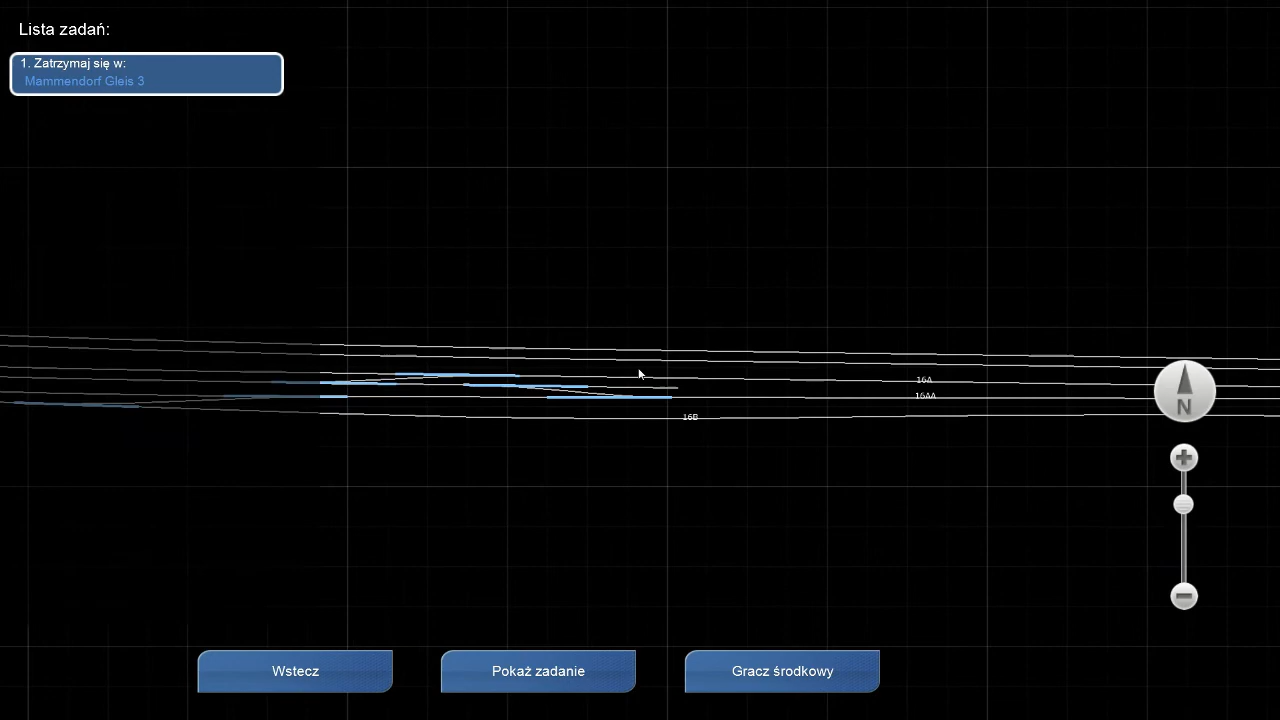 Lista zadań:
1. Zatrzymaj się w:
Mammendorf Gleis 3
16A
16AA
16B
N
Wstecz
Pokaż zadanie
Gracz środkowy